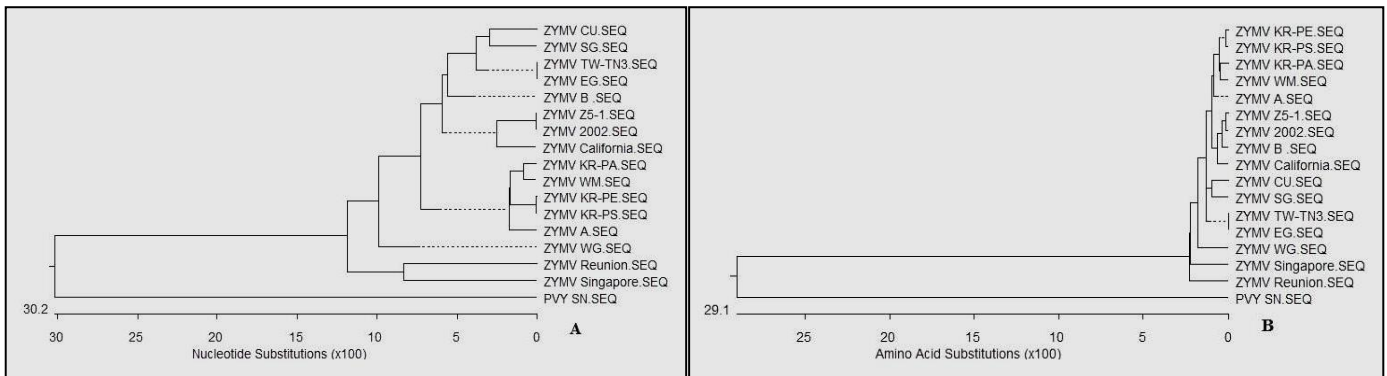 ZYMV CU.SEQ
ZYMV SG.SEQ
ZYMV TW-TN3.SEQ
ZYMV EG.SEQ
ZYMV B .SEQ
ZYMV Z5-1.SEQ
ZYMV 2002.SEQ
ZYMV California.SEQ
ZYMV KR-PA.SEQ
ZYMV WM.SEQ
ZYMV KR-PE.SEQ
ZYMV KR-PS.SEQ
ZYMV A.SEQ
ZYMV WG.SEQ
ZYMV Reunion.SEQ
ZYMV Singapore.SEQ
PVY SN.SEQ
30.2
30 25 20 15 10 5 0
A
Nucleotide Substitutions (x100)
ZYMV KR-PE.SEQ
ZYMV KR-PS.SEQ
ZYMV KR-PA.SEQ
ZYMV WM.SEQ
ZYMV A.SEQ
ZYMV Z5-1.SEQ
ZYMV 2002.SEQ
ZYMV B .SEQ
ZYMV California.SEQ
ZYMV CU.SEQ
ZYMV SG.SEQ
ZYMV TW-TN3.SEQ
ZYMV EG.SEQ
ZYMV WG.SEQ
ZYMV Singapore.SEQ
ZYMV Reunion.SEQ
PVY SN.SEQ
29.1
B
25 20 15 10 5 0
Amino Acid Substitutions (x100)